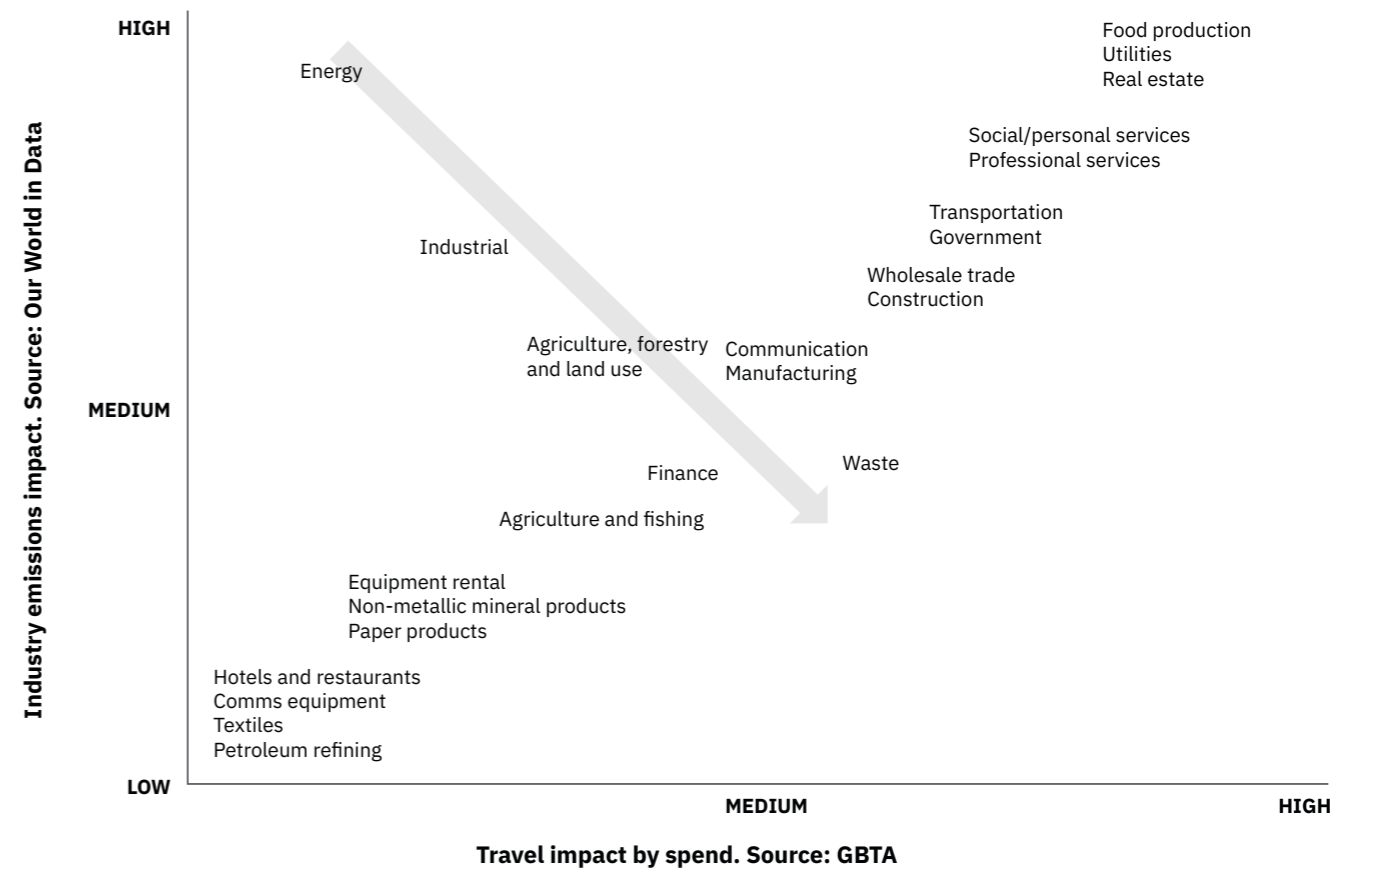 HIGH
Food production
Utilities
Real estate
Energy
Social/personal services
Professional services
Transportation
Government
Industrial
Wholesale trade
Construction
Agriculture, forestry
and land use
Communication
Manufacturing
MEDIUM
Waste
Finance
Agriculture and fishing
Equipment rental
Non-metallic mineral products
Paper products
Hotels and restaurants
Comms equipment
Textiles
Petroleum refining
LOW
MEDIUM
HIGH
Industry emissions impact. Source: Our World in Data
Travel impact by spend. Source: GBTA